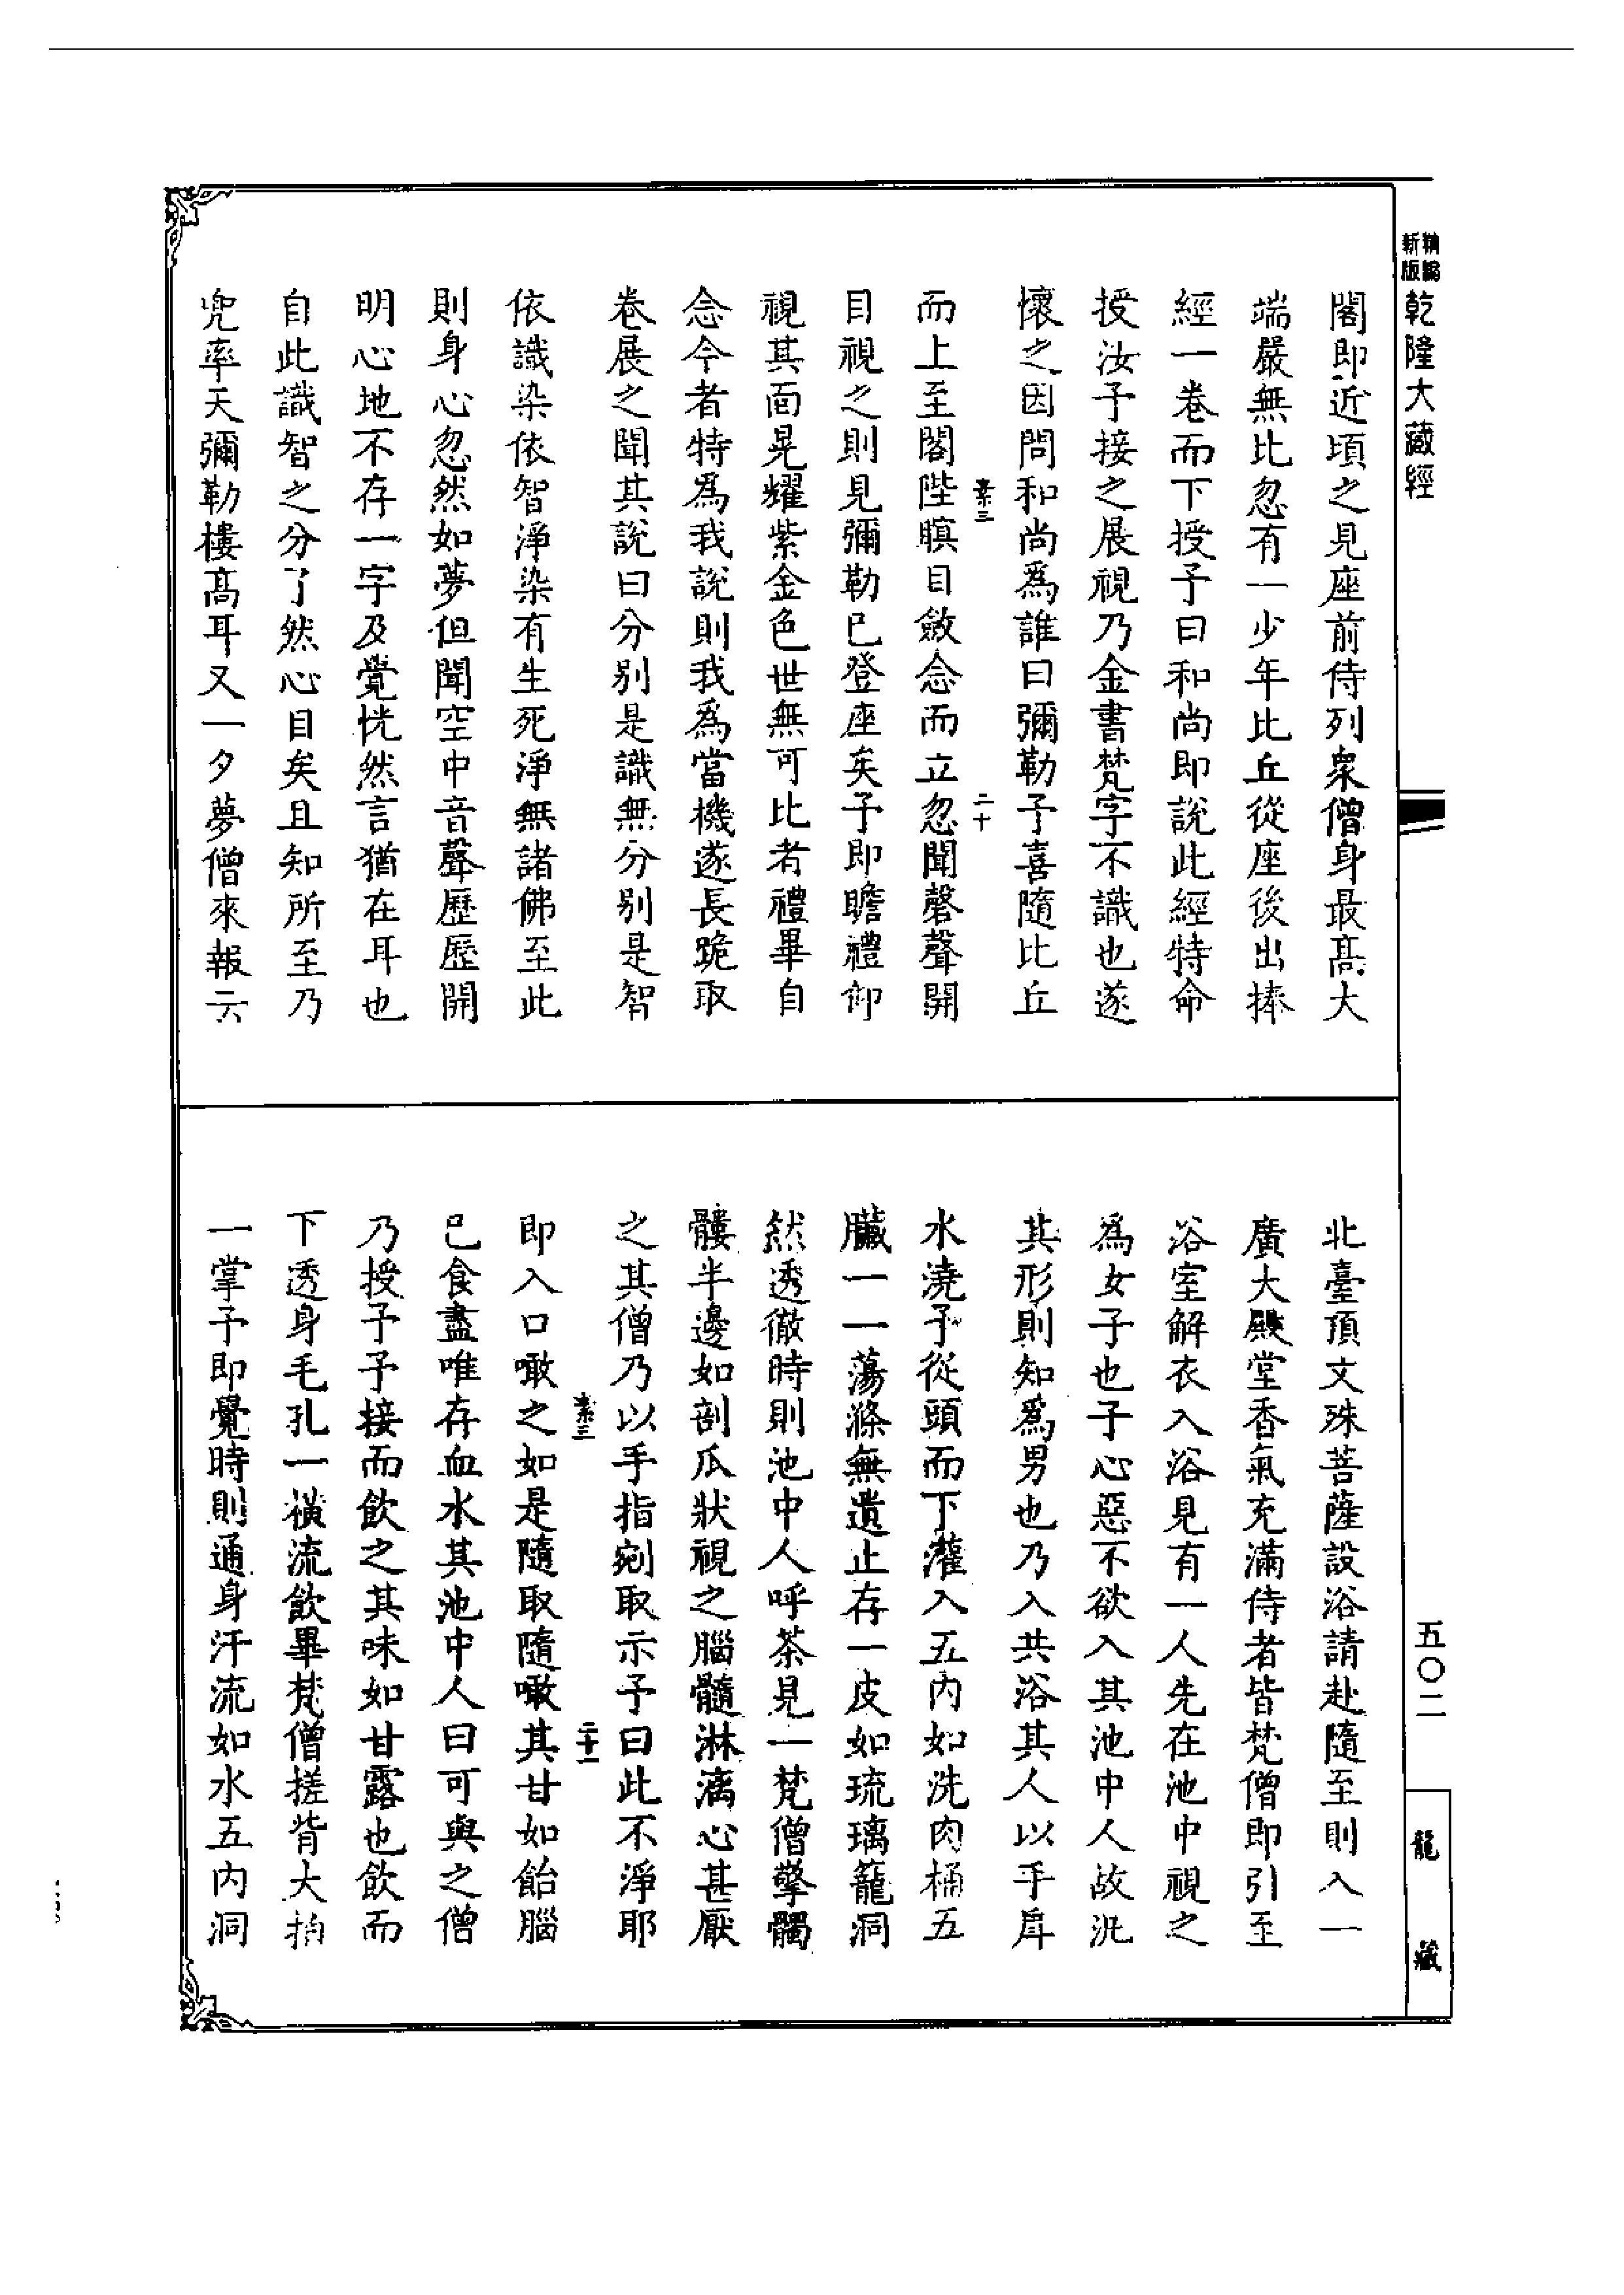 新版
精編
乾隆大藏經
閣即近頃之見座前侍列衆僧身最髙大
端嚴無比忽有一少年比丘從座後出捧
經一卷而下授予曰和尚即說此經特命
授汝予接之展視乃金書梵字不識也遂
懷之因問和尚爲誰曰彌勒予喜隨比丘
素三
二十
而上至閣陛瞑目斂念而立忽聞磬聲開
目視之則見彌勒已登座矣予即瞻禮仰
視其面晃耀紫金色世無可比者禮畢自
念今者特爲我說則我爲當機遂長跪取
卷展之聞其說曰分别是識無分别是智
依識染依智淨染有生死淨無諸佛至此
則身心忽然如夢但聞空中音聲歷歷開
明心地不存一字及覺恍然言猶在耳也
自此識智之分了然心目矣且知所至乃
兜率天彌勒樓髙耳又一夕夢僧來報云
北臺頂文殊菩薩設浴請赴隨至則入一
廣大殿堂香氣充滿侍者皆梵僧即引至
浴室解衣入浴見有一人先在池中視之
爲女子也予心惡不欲入其池中人故汎
其形則知爲男也乃入共浴其人以手戽
水澆予從頭而下灌入五内如洗肉桶五
臟一一蕩滌無遺止存一皮如琉璃籠洞
然透徹時則池中人呼茶見一梵僧擎髑
髏半邊如剖瓜狀視之腦髓淋漓心甚厭
之其僧乃以手指剜取示予曰此不淨耶
素三
二十一
即入口噉之如是隨取隨噉其甘如飴腦
已食盡唯存血水其池中人曰可與之僧
乃授予予接而飲之其味如甘露也飲而
下透身毛孔一一橫流飲畢梵僧搓背大拍
一掌予即覺時則通身汗流如水五内洞
五〇二
龍藏